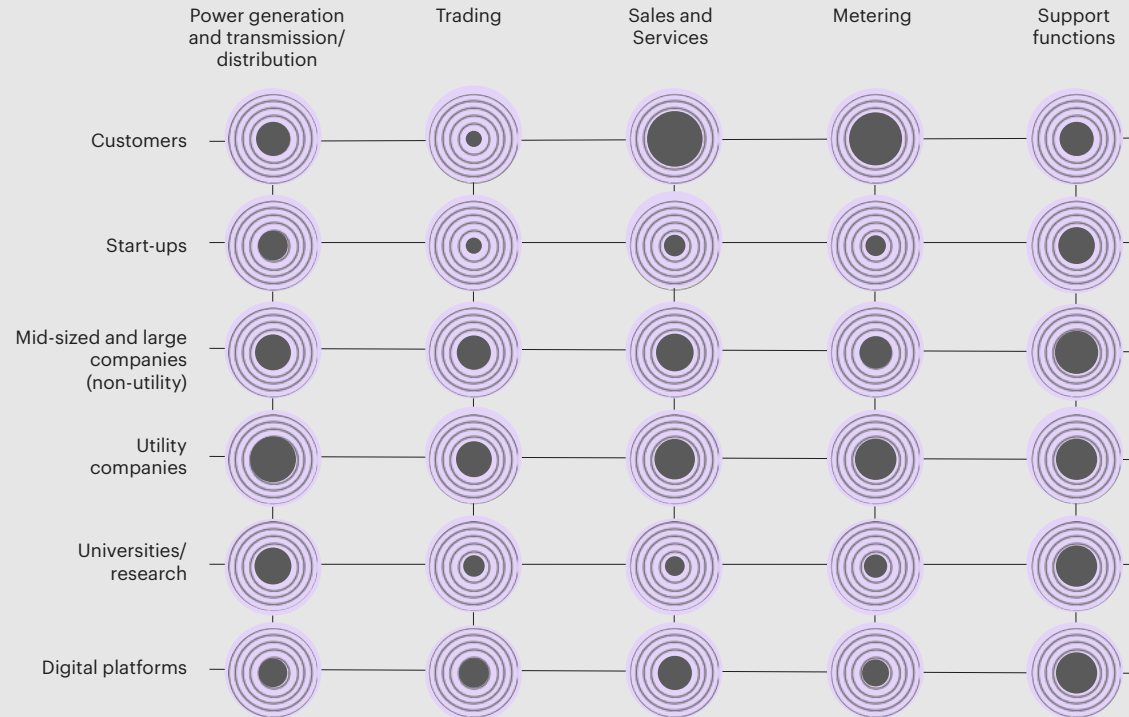 Power generation
and transmission/
distribution
Trading
Sales and
Services
Metering
Support
functions
Customers
Start-ups
Mid-sized and large
companies
(non-utility)
Utility
companies
Universities/
research
Digital platforms